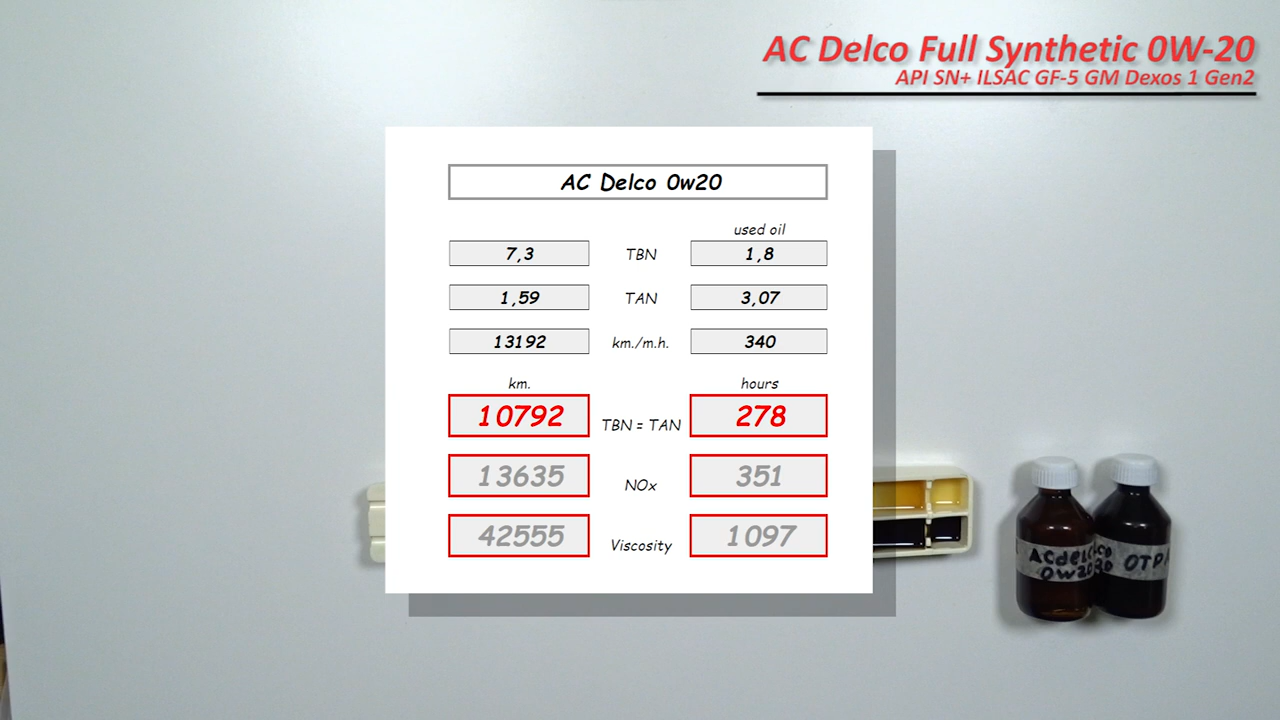 AC Delco Full Synthetic 0W-20
API SN+ ILSAC GF-5 GM Dexos 1 Gen2
AC Delco 0w20
used oil
7,3 TBN 1,8
1,59 TAN 3,07
13192 km./m.h. 340
km. hours
10792 TBN = TAN 278
13635 NOx 351
42555 Viscosity 1097
ACdelco
0w20